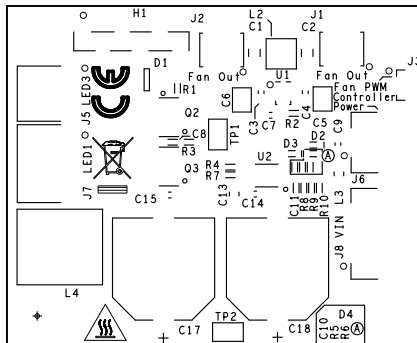 H1
J2
L2
J1
C1
C2
J3
Fan Out
U1
Fan Out
D1
R1
Fan PWM
Controller
Power
LED3
J5
C6
C4
Q2
C3
C7
R2
C5
C9
TP1
C8
R3
D3
D2
A
LED1
Q3
R4
R7
U2
J6
J7
C15
C13
C14
C11
R8
R9
R10
L3
J8 VIN
L4
C17
TP2
C18
D4
C10
R5
R6
A